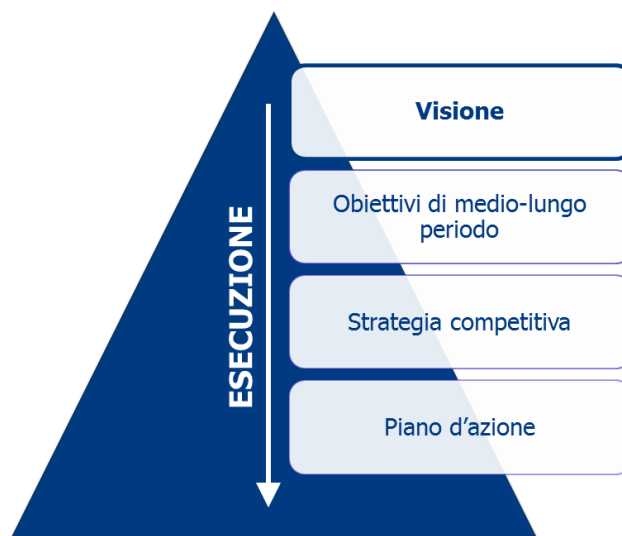 Visione
Obiettivi di medio-lungo
periodo
Strategia competitiva
Piano d’azione
ESECUZIONE